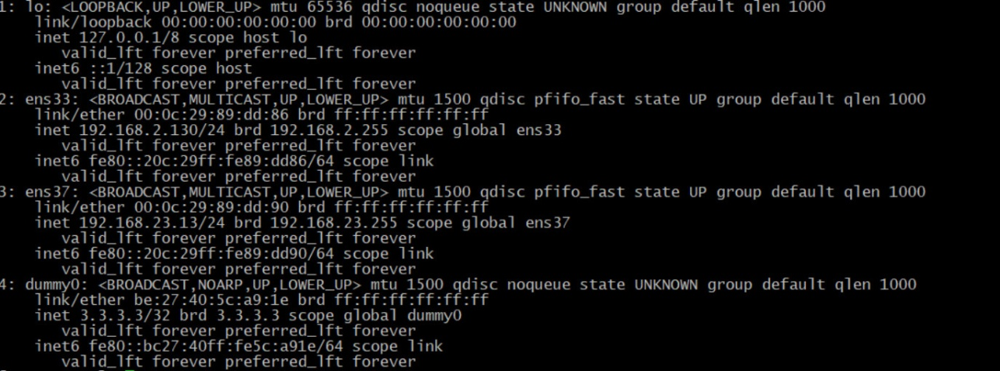 1: lo: <LOOPBACK,UP,LOWER_UP> mtu 65536 qdisc noqueue state UNKNOWN group default qlen 1000
link/loopback 00:00:00:00:00:00 brd 00:00:00:00:00:00
inet 127.0.0.1/8 scope host lo
valid_lft forever preferred_lft forever
inet6 ::1/128 scope host
valid_lft forever preferred_lft forever
2: ens33: <BROADCAST,MULTICAST,UP,LOWER_UP> mtu 1500 qdisc pfifo_fast state UP group default qlen 1000
link/ether 00:0c:29:89:dd:86 brd ff:ff:ff:ff:ff:ff
inet 192.168.2.130/24 brd 192.168.2.255 scope global ens33
valid_lft forever preferred_lft forever
inet6 fe80::20c:29ff:fe89:dd86/64 scope link
valid_lft forever preferred_lft forever
3: ens37: <BROADCAST,MULTICAST,UP,LOWER_UP> mtu 1500 qdisc pfifo_fast state UP group default qlen 1000
link/ether 00:0c:29:89:dd:90 brd ff:ff:ff:ff:ff:ff
inet 192.168.23.13/24 brd 192.168.23.255 scope global ens37
valid_lft forever preferred_lft forever
inet6 fe80::20c:29ff:fe89:dd90/64 scope link
valid_lft forever preferred_lft forever
4: dummy0: <BROADCAST,NOARP,UP,LOWER_UP> mtu 1500 qdisc noqueue state UNKNOWN group default qlen 1000
link/ether be:27:40:5c:a9:1e brd ff:ff:ff:ff:ff:ff
inet 3.3.3.3/32 brd 3.3.3.3 scope global dummy0
valid_lft forever preferred_lft forever
inet6 fe80::bc27:40ff:fe5c:a91e/64 scope link
valid_lft forever preferred_lft forever